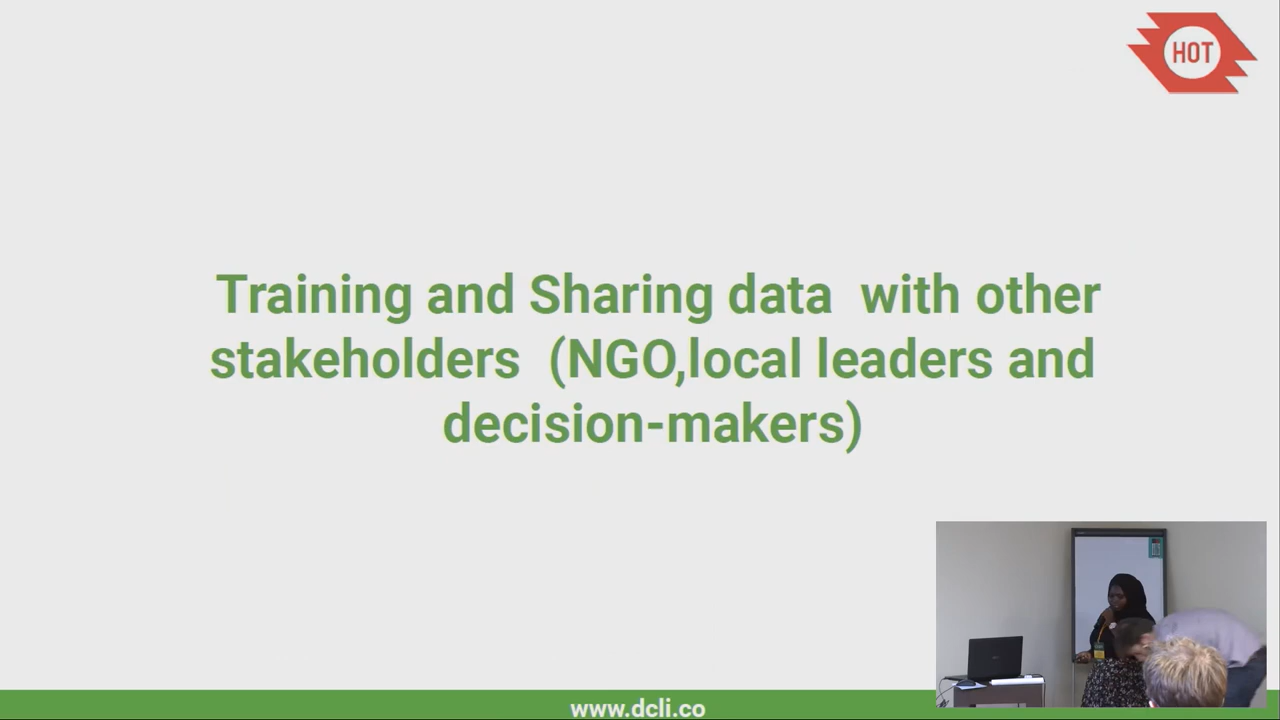 HOT
Training and Sharing data  with other
stakeholders  (NGO,local leaders and
decision-makers)
www.dcli.co